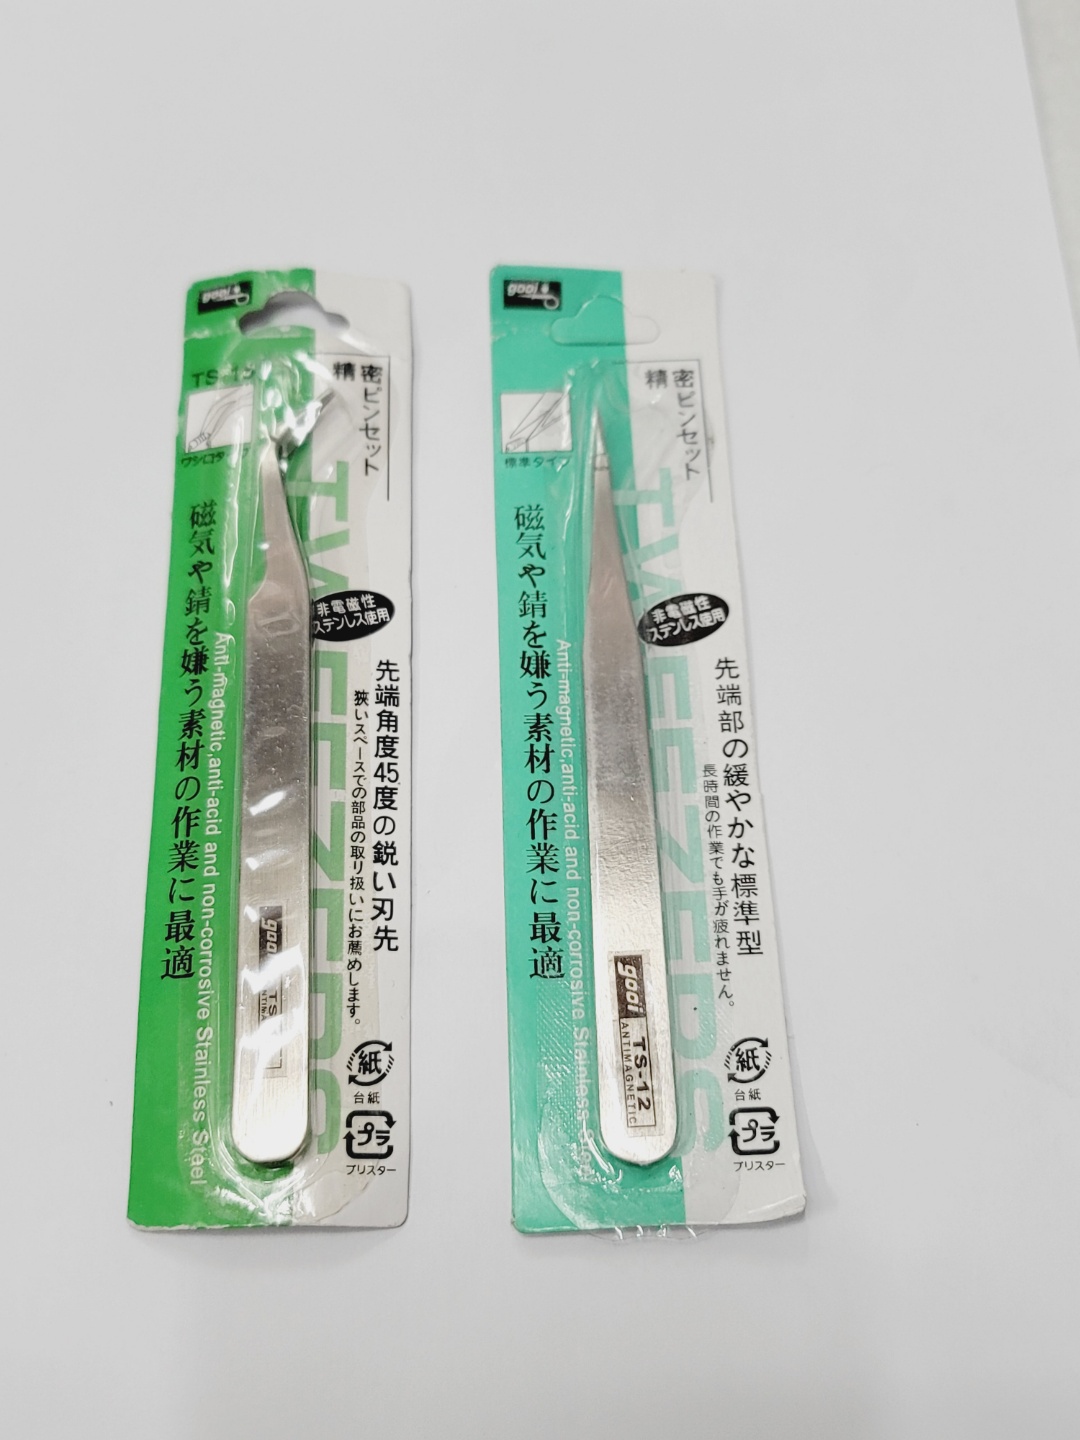 goot
精密ピンセット
ワシ口タイプ
磁気や錆を嫌う素材の作業に最適
Anti-magnetic,anti-acid and non-corrosive Stainless Steel
TWEEZERS
非電磁性
ステンレス使用
先端角度45度の鋭い刃先
狭いスペースでの部品の取り扱いにお薦めします。
紙
台紙
プラ
ブリスター
goot
精密ピンセット
標準タイプ
磁気や錆を嫌う素材の作業に最適
Anti-magnetic,anti-acid and non-corrosive Stainless Steel
TWEEZERS
非電磁性
ステンレス使用
先端部の緩やかな標準型
長時間の作業でも手が疲れません。
gooi
TS-12
ANTIMAGNETIC
紙
台紙
プラ
ブリスター